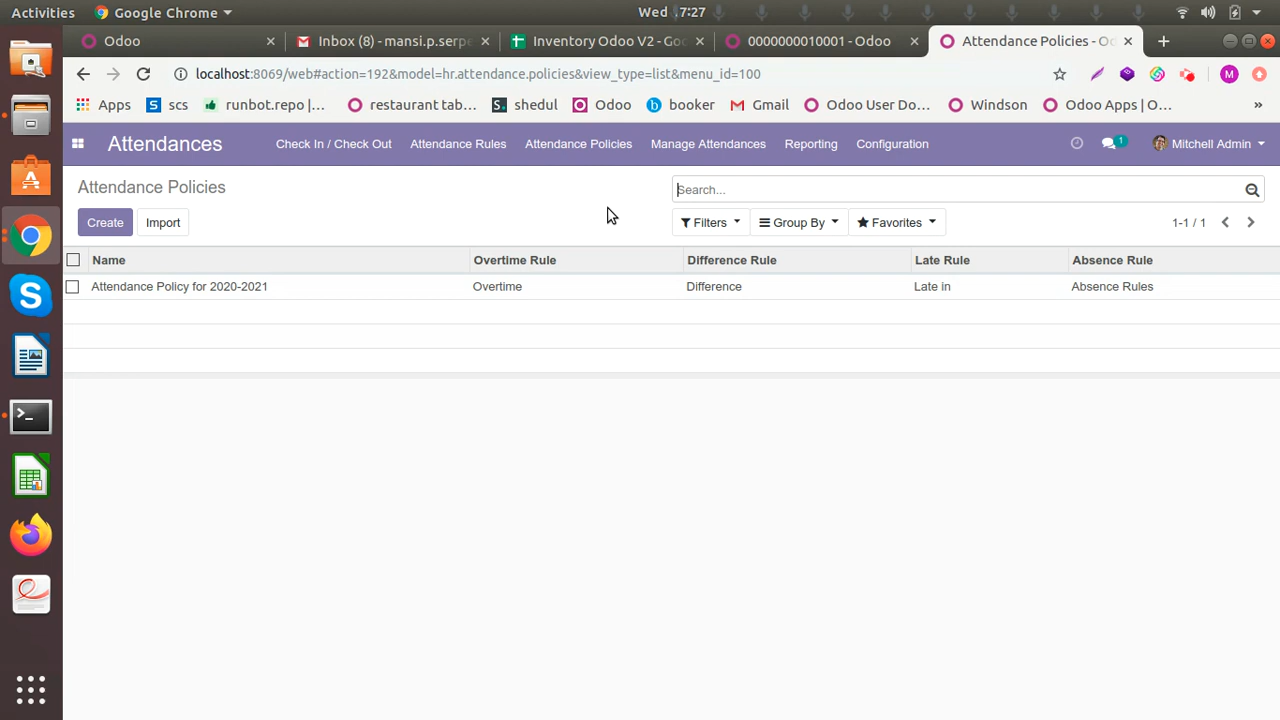 Activities Google Chrome Wed 17:27
Odoo Inbox (8) - mansi.p.serpe Inventory Odoo V2 - Goo 0000000010001 - Odoo Attendance Policies - Od
localhost:8069/web#action=192&model=hr.attendance.policies&view_type=list&menu_id=100 M
Apps S scs runbot.repo |... restaurant tab... S. shedul Odoo b booker Gmail Odoo User Do... Windson Odoo Apps | O... »
Attendances Check In / Check Out Attendance Rules Attendance Policies Manage Attendances Reporting Configuration 1 Mitchell Admin
Attendance Policies Search...
Create Import Filters Group By Favorites 1-1 / 1
Name Overtime Rule Difference Rule Late Rule Absence Rule
Attendance Policy for 2020-2021 Overtime Difference Late in Absence Rules